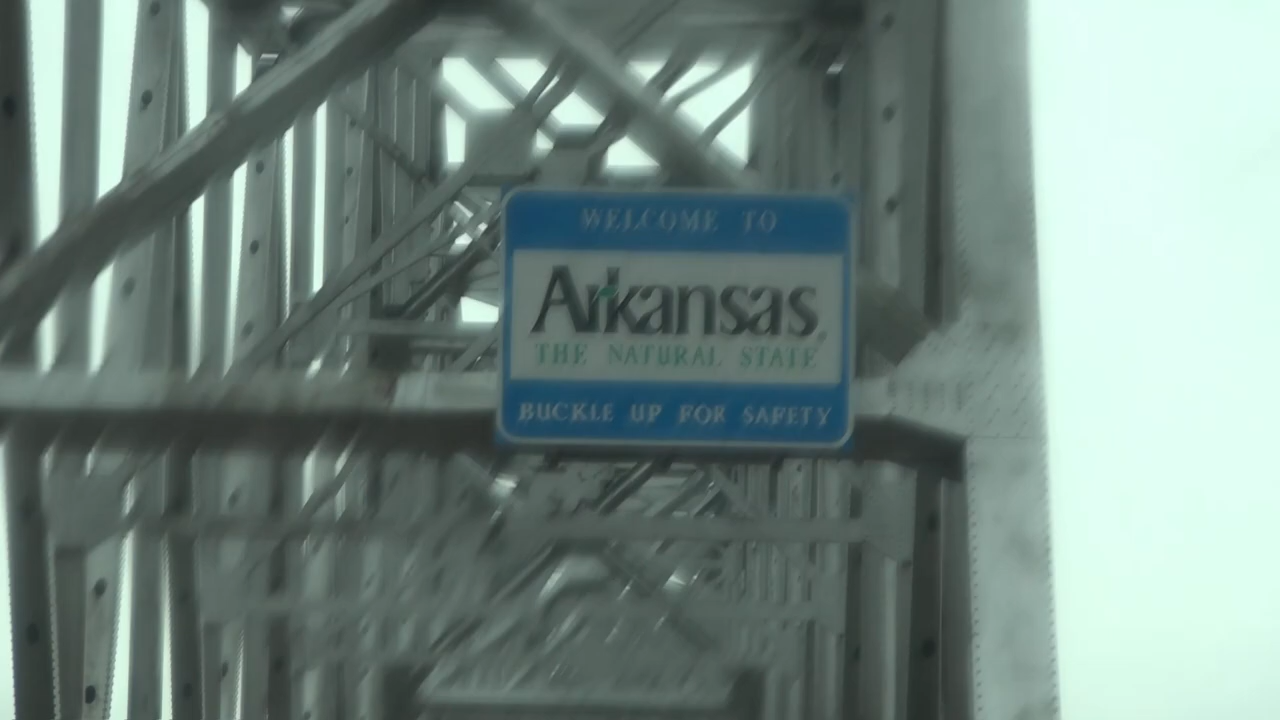 WELCOME TO
Arkansas
THE NATURAL STATE
BUCKLE UP FOR SAFETY